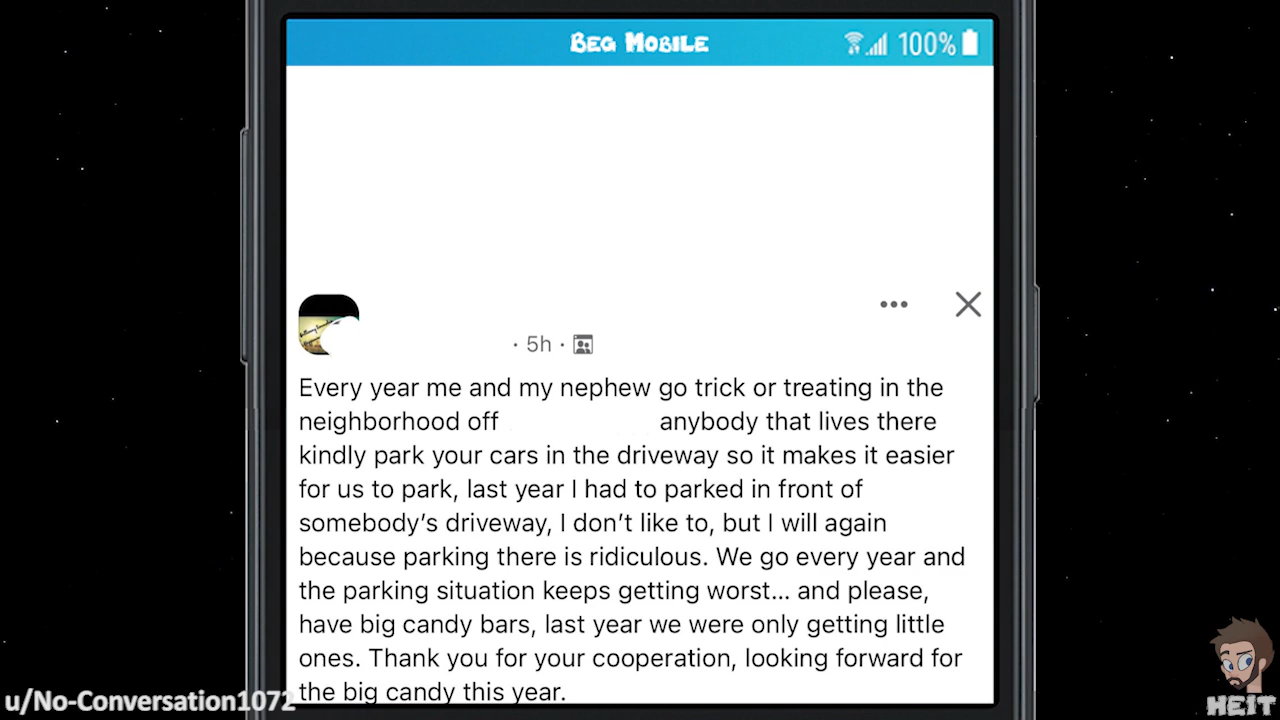 Beg Mobile
100%
· 5h ·
Every year me and my nephew go trick or treating in the
neighborhood off anybody that lives there
kindly park your cars in the driveway so it makes it easier
for us to park, last year I had to parked in front of
somebody's driveway, I don't like to, but I will again
because parking there is ridiculous. We go every year and
the parking situation keeps getting worst... and please,
have big candy bars, last year we were only getting little
ones. Thank you for your cooperation, looking forward for
the big candy this year.
u/No-Conversation1072
HEIT